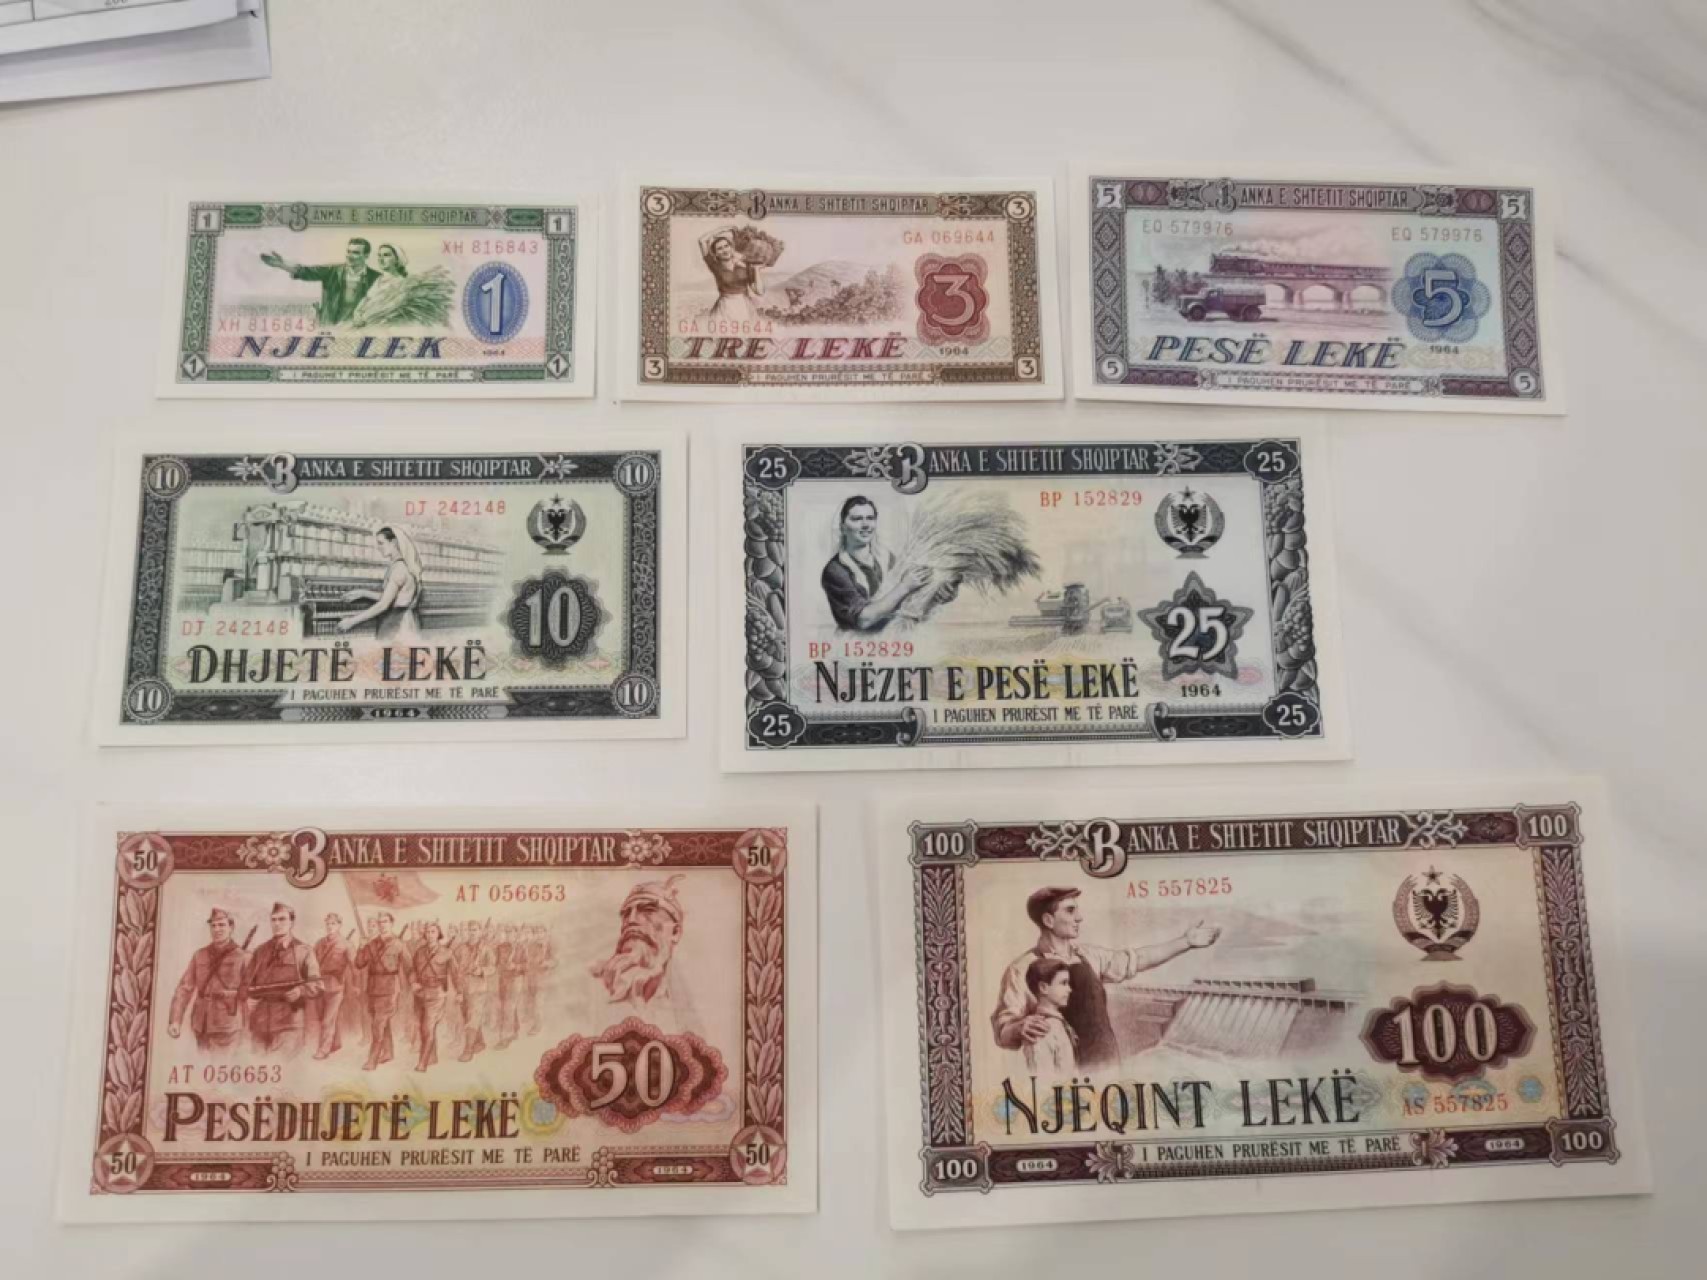 1 BANKA E SHTETIT SHQIPTAR 1
XH 816843
1
XH 816843
NJË LEK 1964
1 I PAGUHET PRURËSIT ME TË PARË 1
3 BANKA E SHTETIT SHQIPTAR 3
GA 069644
3
GA 069644
TRE LEKË 1964
3 I PAGUHEN PRURËSIT ME TË PARË 3
5 BANKA E SHTETIT SHQIPTAR 5
EQ 579976 EQ 579976
5
PESË LEKË 1964
5 I PAGUHEN PRURËSIT ME TË PARË 5
10 BANKA E SHTETIT SHQIPTAR 10
DJ 242148
10
DJ 242148
DHJETË LEKË
10 I PAGUHEN PRURËSIT ME TË PARË 10
1964
25 BANKA E SHTETIT SHQIPTAR 25
BP 152829
25
BP 152829
NJËZET E PESË LEKË 1964
25 I PAGUHEN PRURËSIT ME TË PARË 25
50 BANKA E SHTETIT SHQIPTAR 50
AT 056653
50
AT 056653
PESËDHJETË LEKË
50 I PAGUHEN PRURËSIT ME TË PARË 50
1964 1964
100 BANKA E SHTETIT SHQIPTAR 100
AS 557825
100
NJËQINT LEKË AS 557825
100 1964 I PAGUHEN PRURËSIT ME TË PARË 1964 100